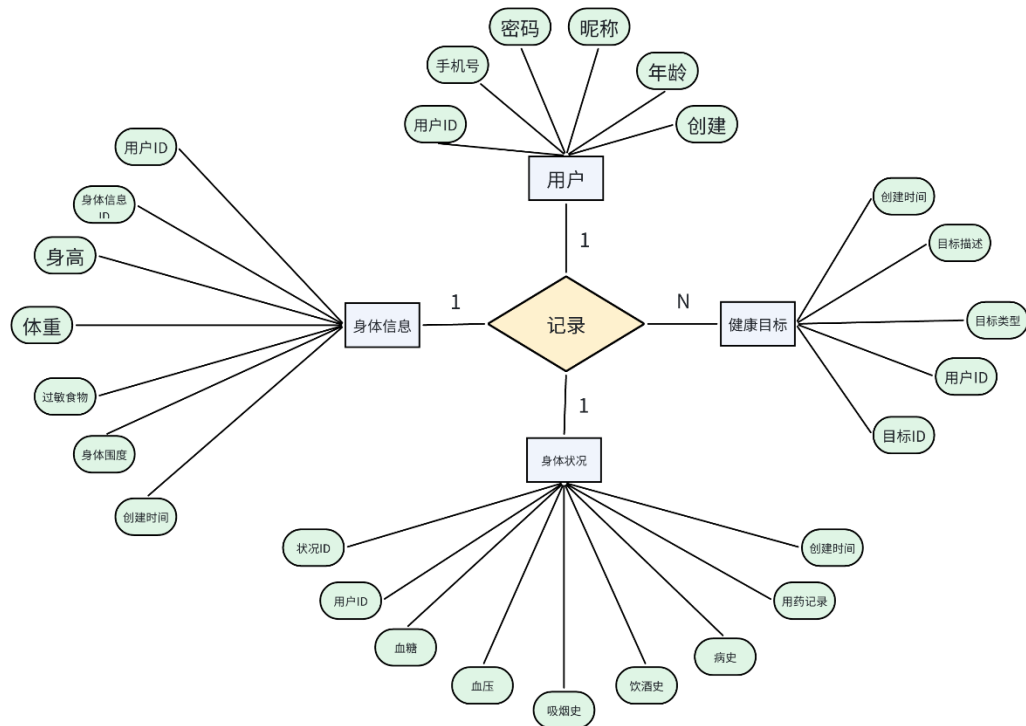 密码
昵称
手机号
年龄
用户ID
创建
用户
1
用户ID
身体信息
ID
身高
体重
过敏食物
身体围度
创建时间
身体信息
1
记录
N
健康目标
创建时间
目标描述
目标类型
用户ID
目标ID
1
身体状况
状况ID
用户ID
血糖
血压
吸烟史
饮酒史
病史
用药记录
创建时间